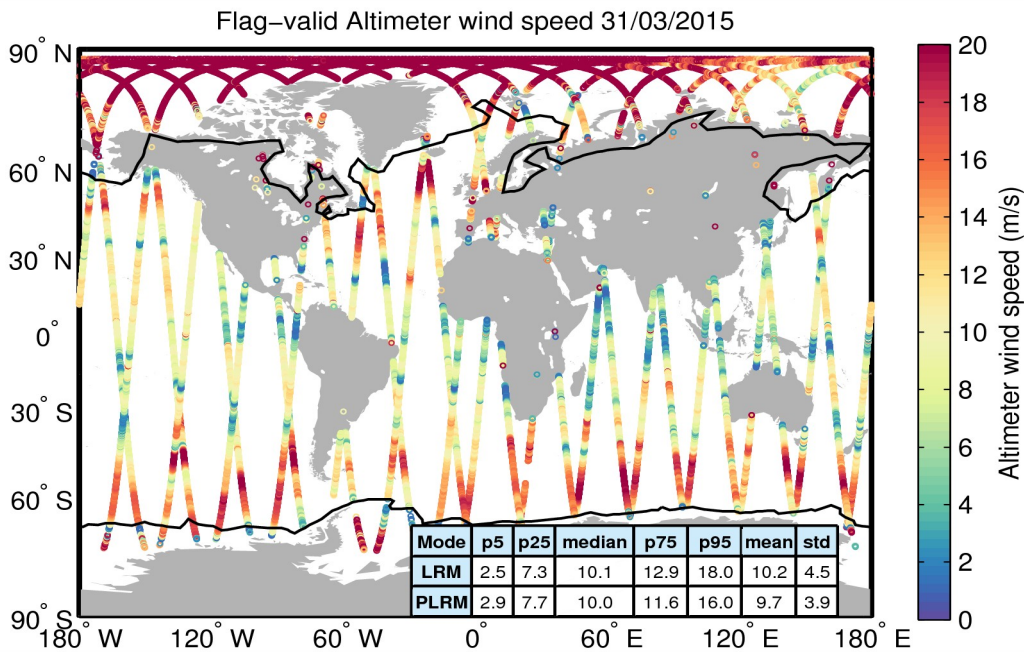 Flag−valid Altimeter wind speed 31/03/2015
90° N
60° N
30° N
0°
30° S
60° S
90° S
180° W
120° W
60° W
0°
60° E
120° E
180° E
Mode p5 p25 median p75 p95 mean std
LRM 2.5 7.3 10.1 12.9 18.0 10.2 4.5
PLRM 2.9 7.7 10.0 11.6 16.0 9.7 3.9
20
18
16
14
12
10
8
6
4
2
0
Altimeter wind speed (m/s)